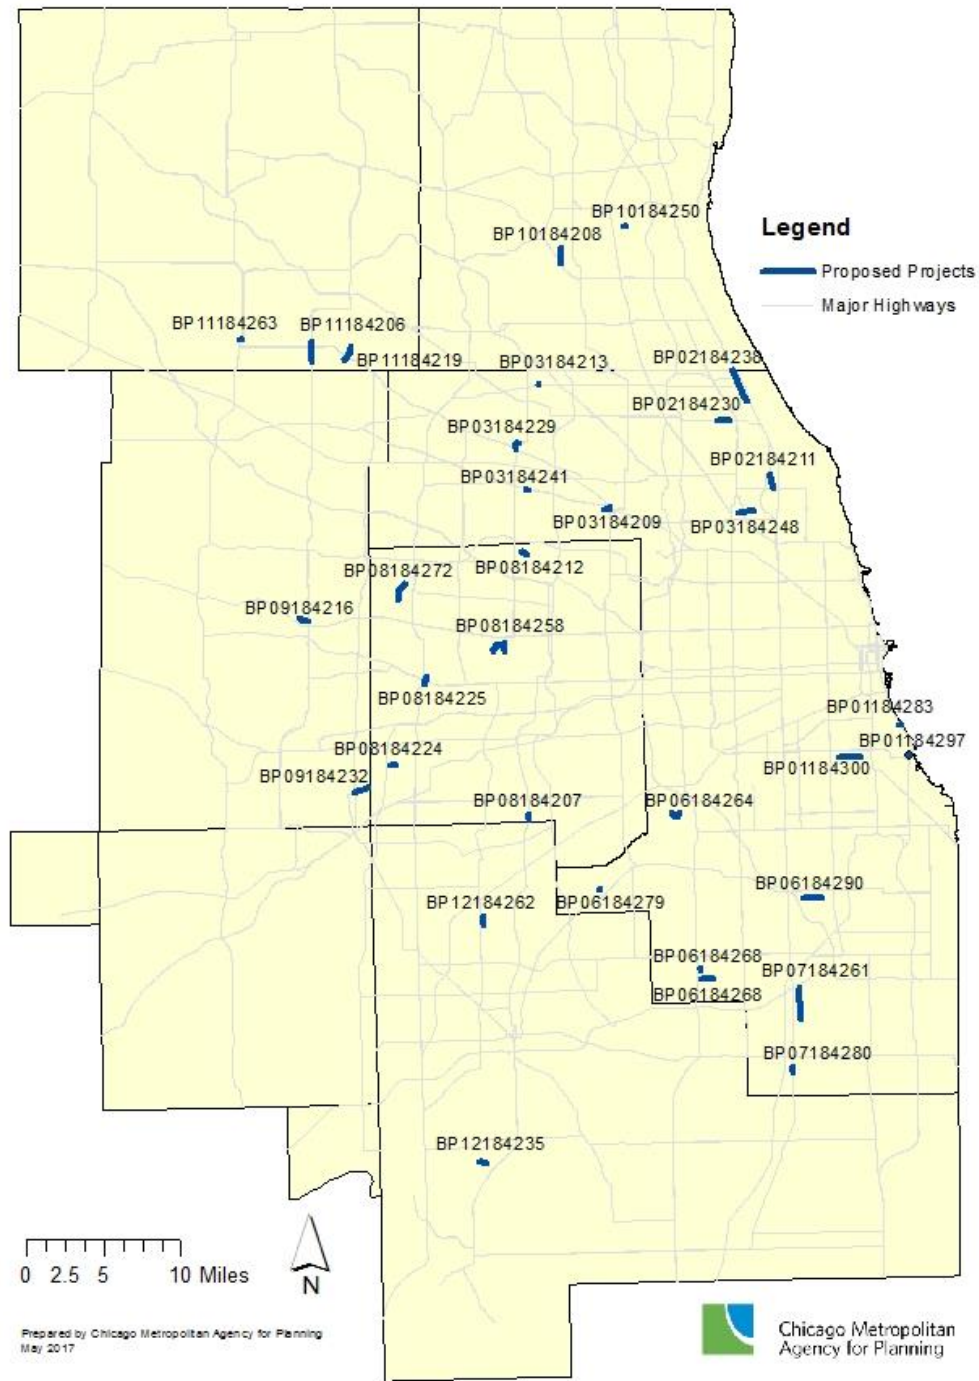 BP10184250
BP10184208
Legend
Proposed Projects
Major Highways
BP11184263
BP11184206
BP11184219
BP03184213
BP02184238
BP02184230
BP03184229
BP02184211
BP03184241
BP03184209
BP03184248
BP08184272
BP08184212
BP09184216
BP08184258
BP08184225
BP01184283
BP01184297
BP08184224
BP01184300
BP09184232
BP08184207
BP06184264
BP06184290
BP12184262
BP06184279
BP06184268
BP07184261
BP06184268
BP07184280
BP12184235
0 2.5 5 10 Miles
N
Prepared by Chicago Metropolitan Agency for Planning
May 2017
Chicago Metropolitan
Agency for Planning